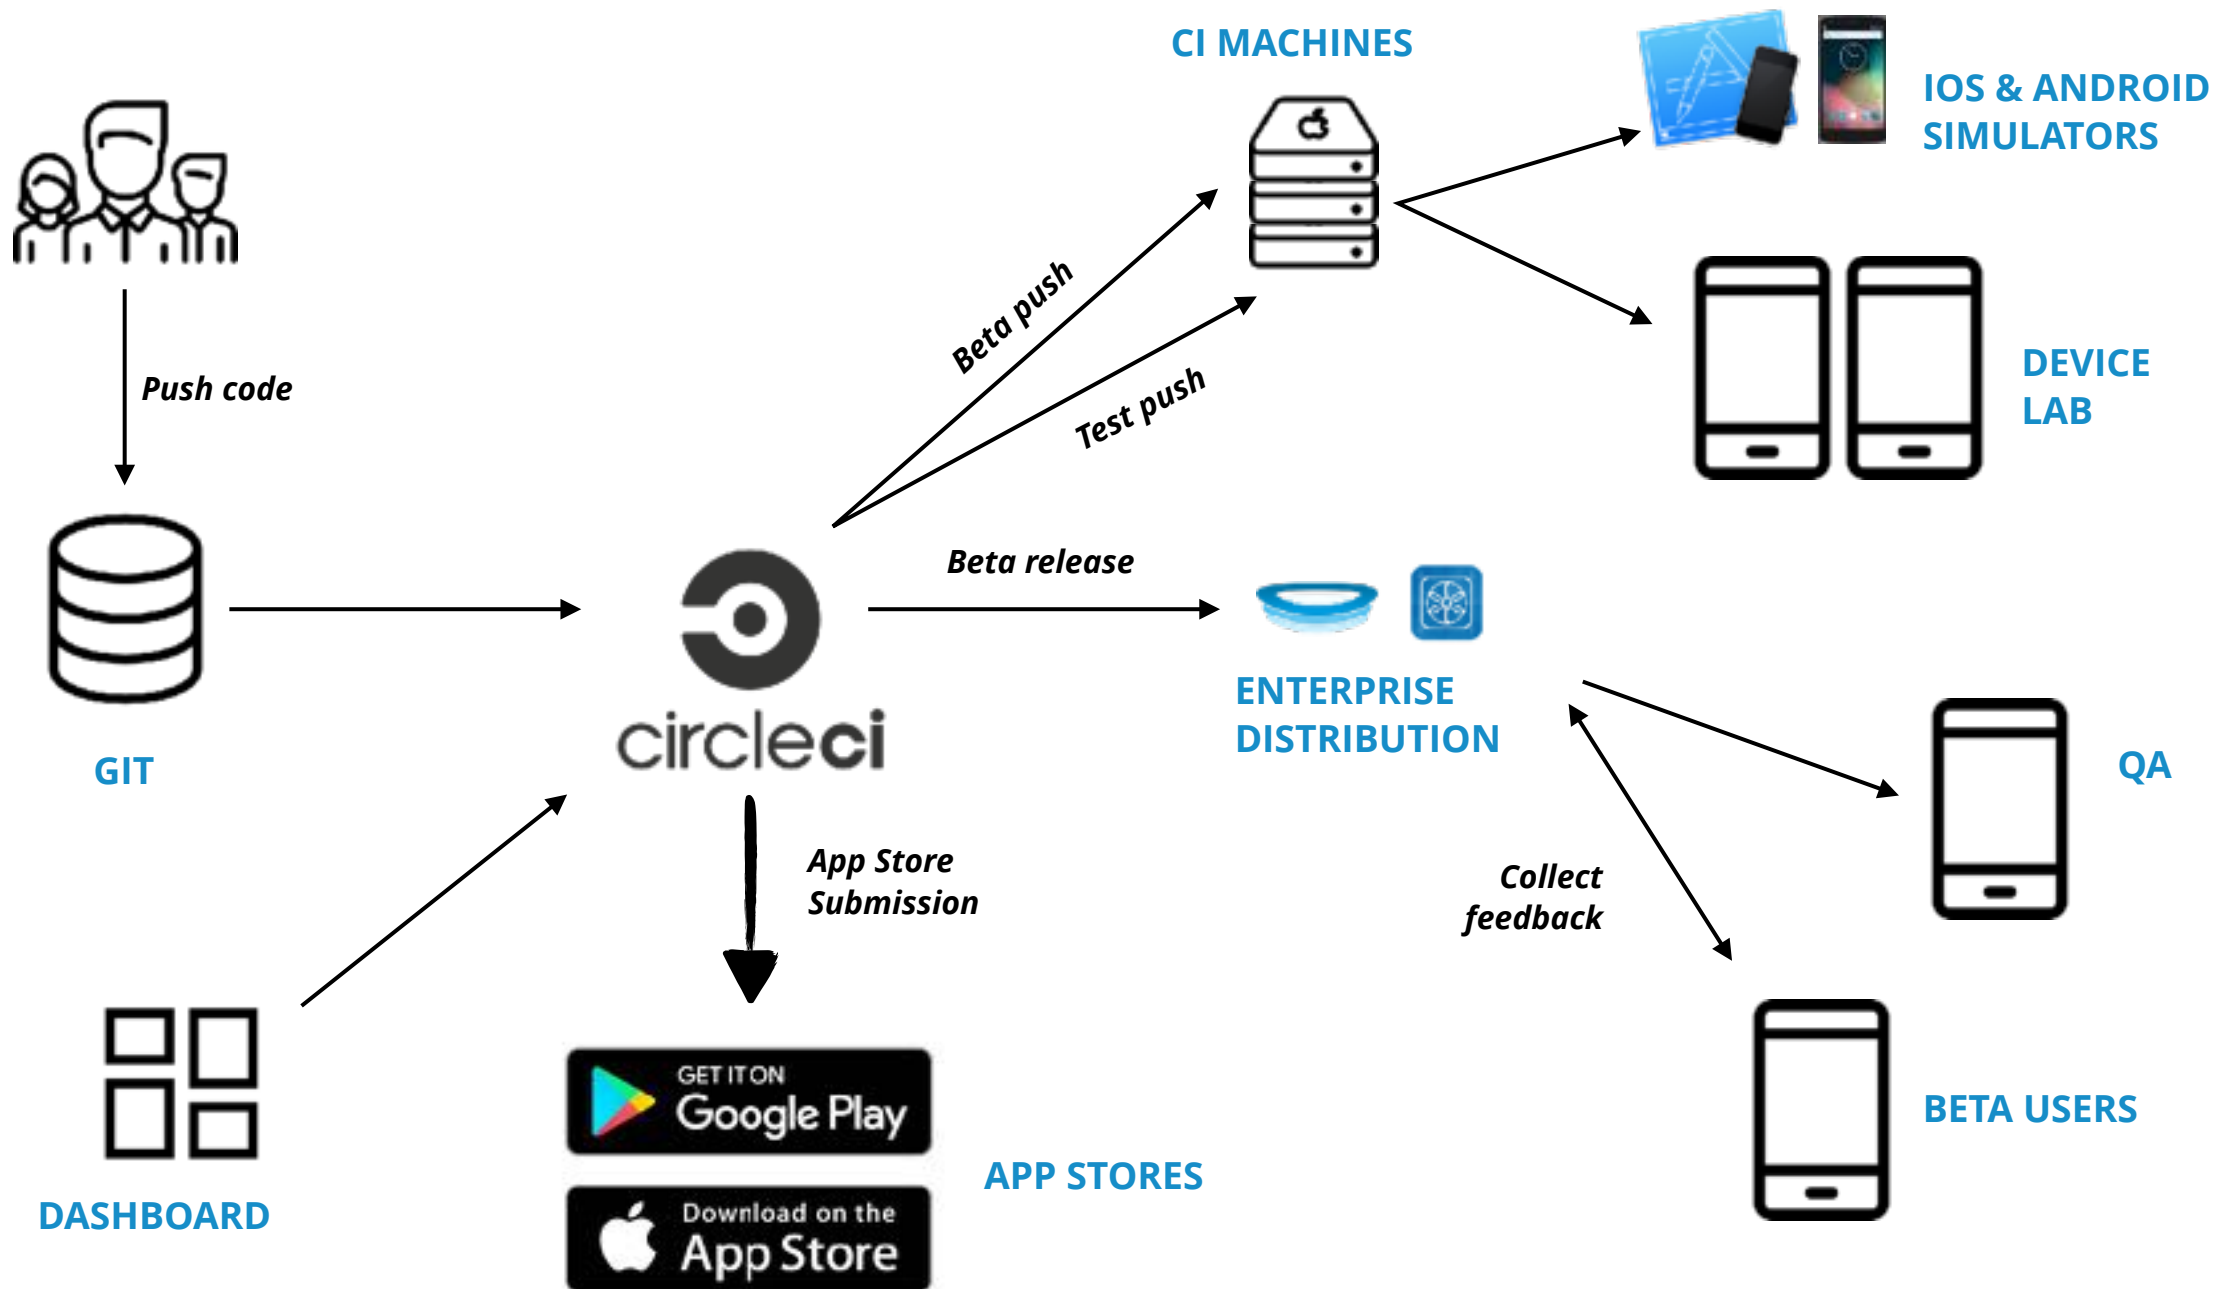 CI MACHINES
IOS & ANDROID
SIMULATORS
Beta push
Test push
Push code
DEVICE
LAB
Beta release
circleci
ENTERPRISE
DISTRIBUTION
GIT
QA
App Store
Submission
Collect
feedback
GET IT ON
Google Play
BETA USERS
APP STORES
DASHBOARD
Download on the
App Store